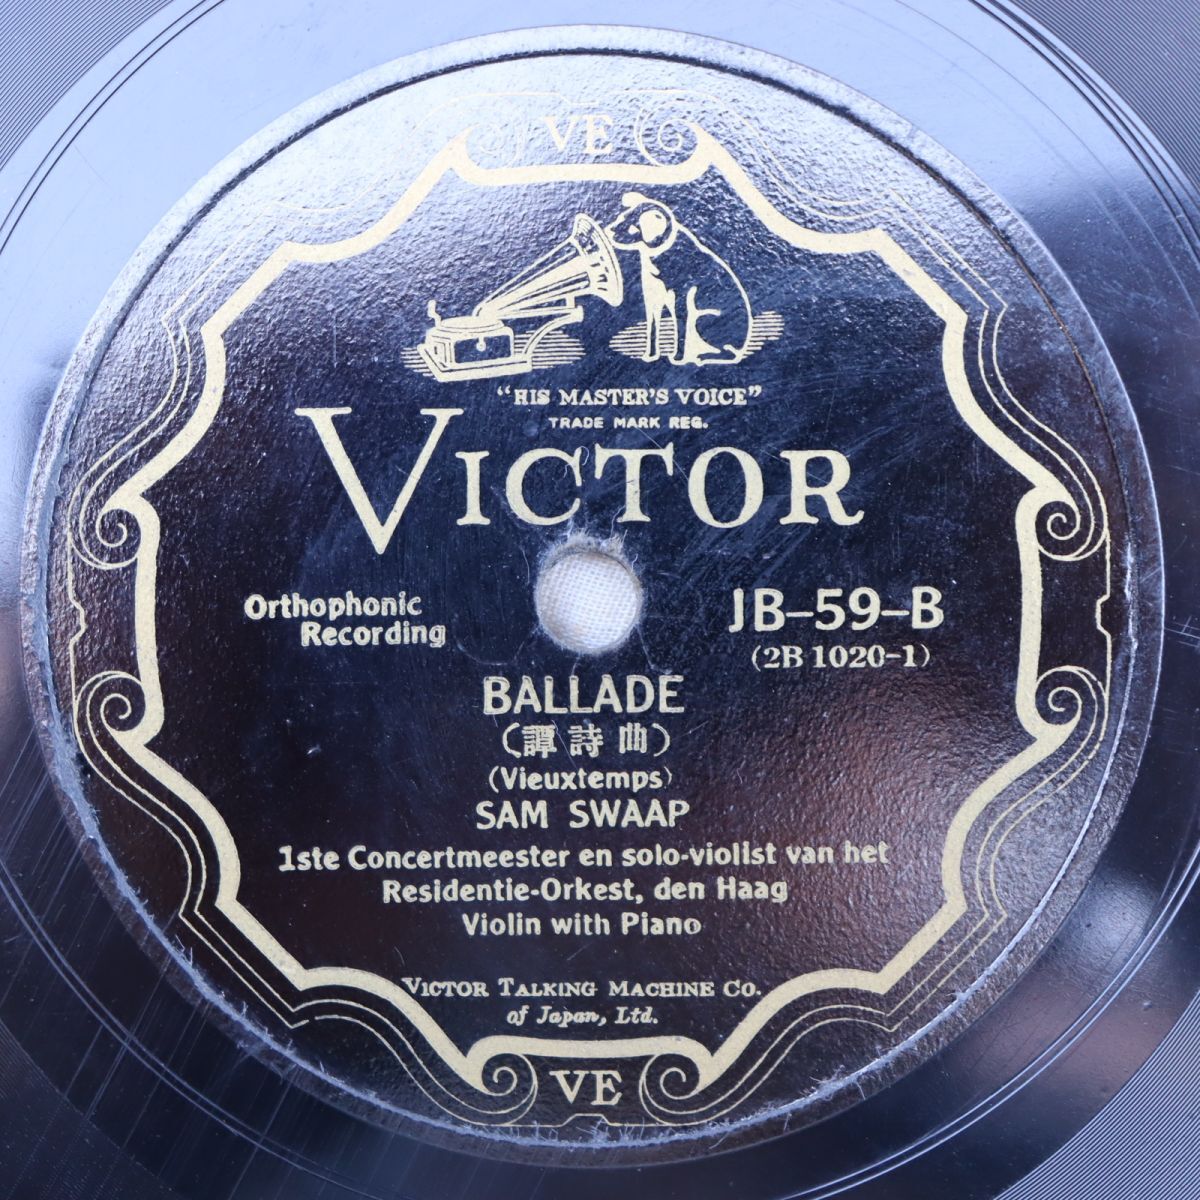 VE
"HIS MASTER'S VOICE"
TRADE MARK REG.
VICTOR
Orthophonic
Recording
JB-59-B
(2B 1020-1)
BALLADE
(譚詩曲)
(Vieuxtemps)
SAM SWAAP
1ste Concertmeester en solo-violist van het
Residentie-Orkest, den Haag
Violin with Piano
VICTOR TALKING MACHINE CO.
of Japan, Ltd.
VE